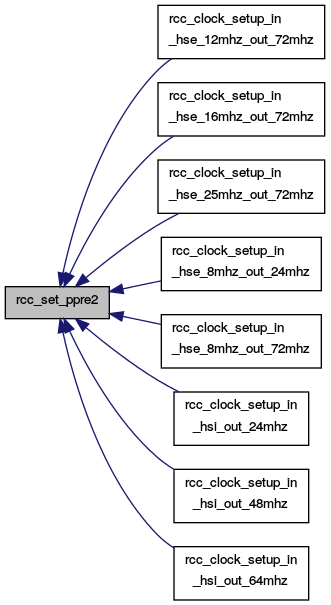 rcc_clock_setup_in
_hse_12mhz_out_72mhz
rcc_clock_setup_in
_hse_16mhz_out_72mhz
rcc_clock_setup_in
_hse_25mhz_out_72mhz
rcc_clock_setup_in
_hse_8mhz_out_24mhz
rcc_set_ppre2
rcc_clock_setup_in
_hse_8mhz_out_72mhz
rcc_clock_setup_in
_hsi_out_24mhz
rcc_clock_setup_in
_hsi_out_48mhz
rcc_clock_setup_in
_hsi_out_64mhz